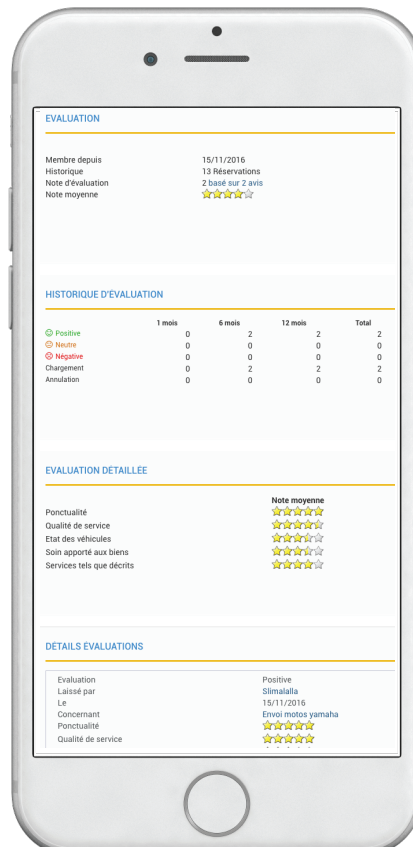 EVALUATION
Membre depuis 15/11/2016
Historique 13 Réservations
Note d'évaluation 2 basé sur 2 avis
Note moyenne
HISTORIQUE D'ÉVALUATION
1 mois 6 mois 12 mois Total
Positive 0 2 2 2
Neutre 0 0 0 0
Négative 0 0 0 0
Chargement 0 2 2 2
Annulation 0 0 0 0
EVALUATION DÉTAILLÉE
Note moyenne
Ponctualité
Qualité de service
Etat des véhicules
Soin apporté aux biens
Services tels que décrits
DÉTAILS ÉVALUATIONS
Evaluation Positive
Laissé par Slimalalla
Le 15/11/2016
Concernant Envoi motos yamaha
Ponctualité
Qualité de service